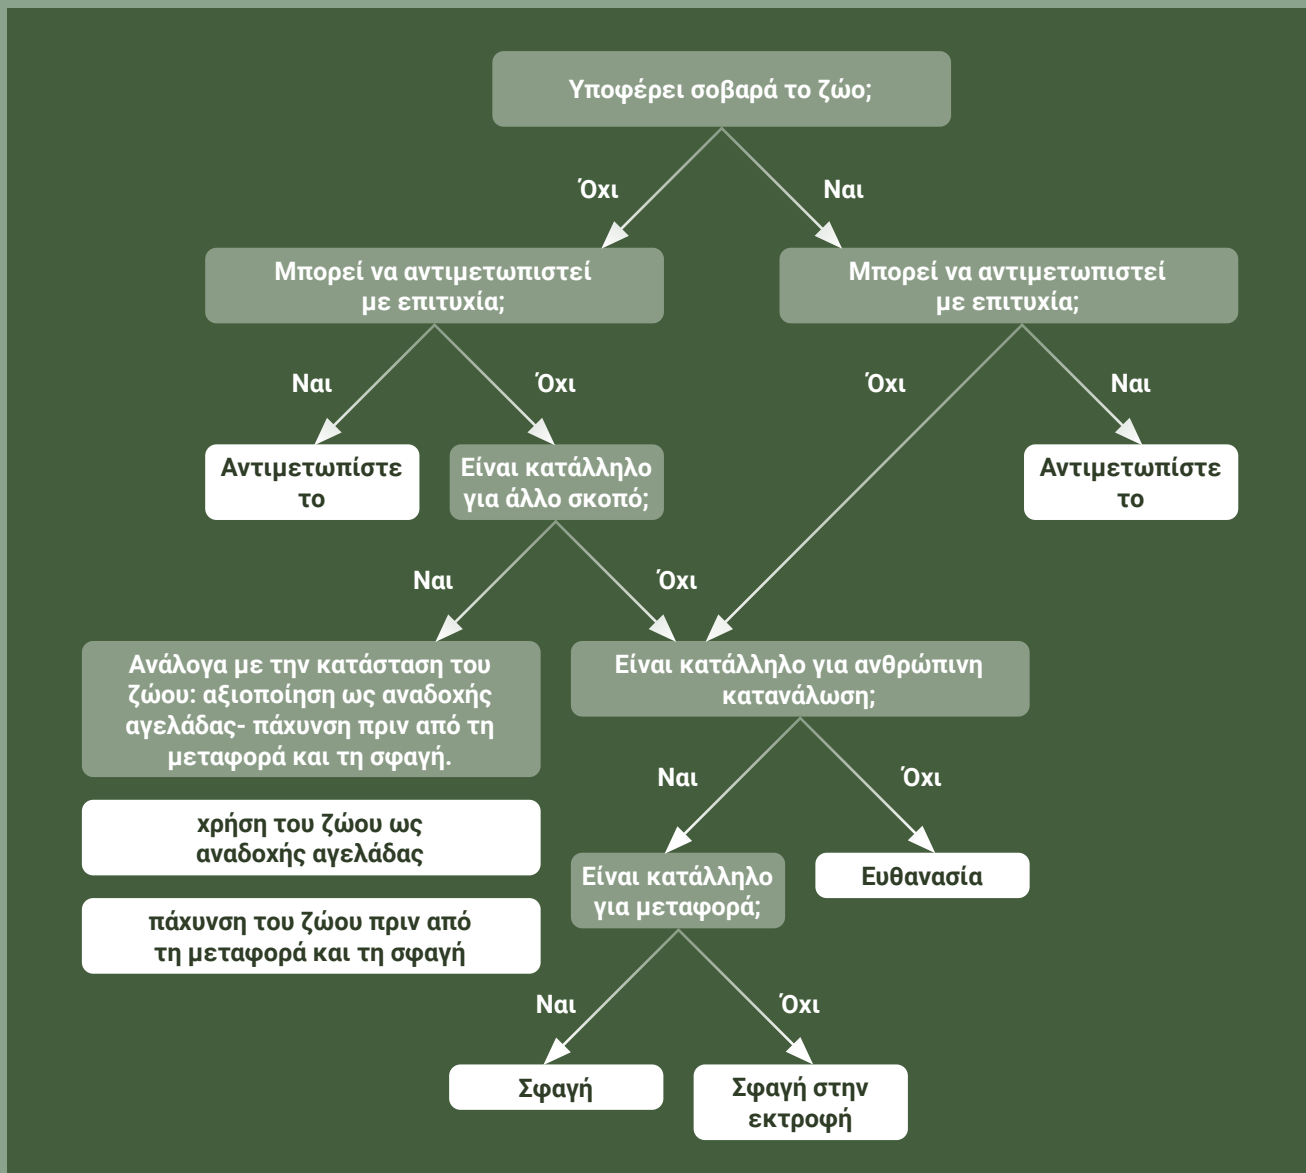 Υποφέρει σοβαρά το ζώο;
Όχι
Ναι
Μπορεί να αντιμετωπιστεί
με επιτυχία;
Μπορεί να αντιμετωπιστεί
με επιτυχία;
Ναι
Όχι
Όχι
Ναι
Αντιμετωπίστε
το
Είναι κατάλληλο
για άλλο σκοπό;
Αντιμετωπίστε
το
Ναι
Όχι
Ανάλογα με την κατάσταση του
ζώου: αξιοποίηση ως αναδοχής
αγελάδας- πάχυνση πριν από τη
μεταφορά και τη σφαγή.
Είναι κατάλληλο για ανθρώπινη
κατανάλωση;
Ναι
Όχι
χρήση του ζώου ως
αναδοχής αγελάδας
Είναι κατάλληλο
για μεταφορά;
Ευθανασία
πάχυνση του ζώου πριν από
τη μεταφορά και τη σφαγή
Ναι
Όχι
Σφαγή
Σφαγή στην
εκτροφή